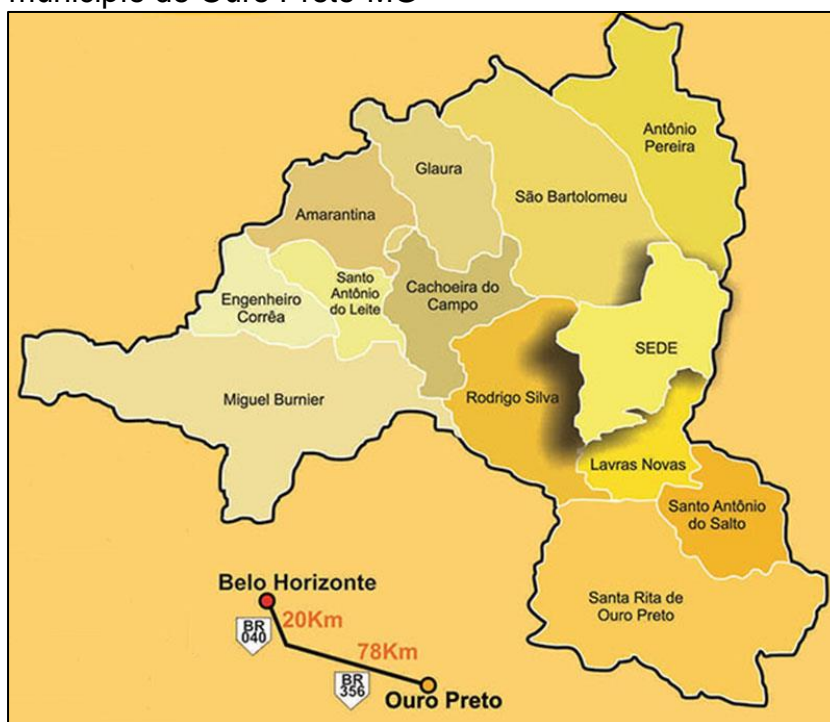 município de Ouro Preto-MG
Antônio
Pereira
Glaura
São Bartolomeu
Amarantina
Santo
Antônio
do Leite
Cachoeira do
Campo
Engenheiro
Corrêa
SEDE
Miguel Burnier
Rodrigo Silva
Lavras Novas
Santo Antônio
do Salto
Santa Rita de
Ouro Preto
Belo Horizonte
20Km
BR
040
78Km
BR
356
Ouro Preto